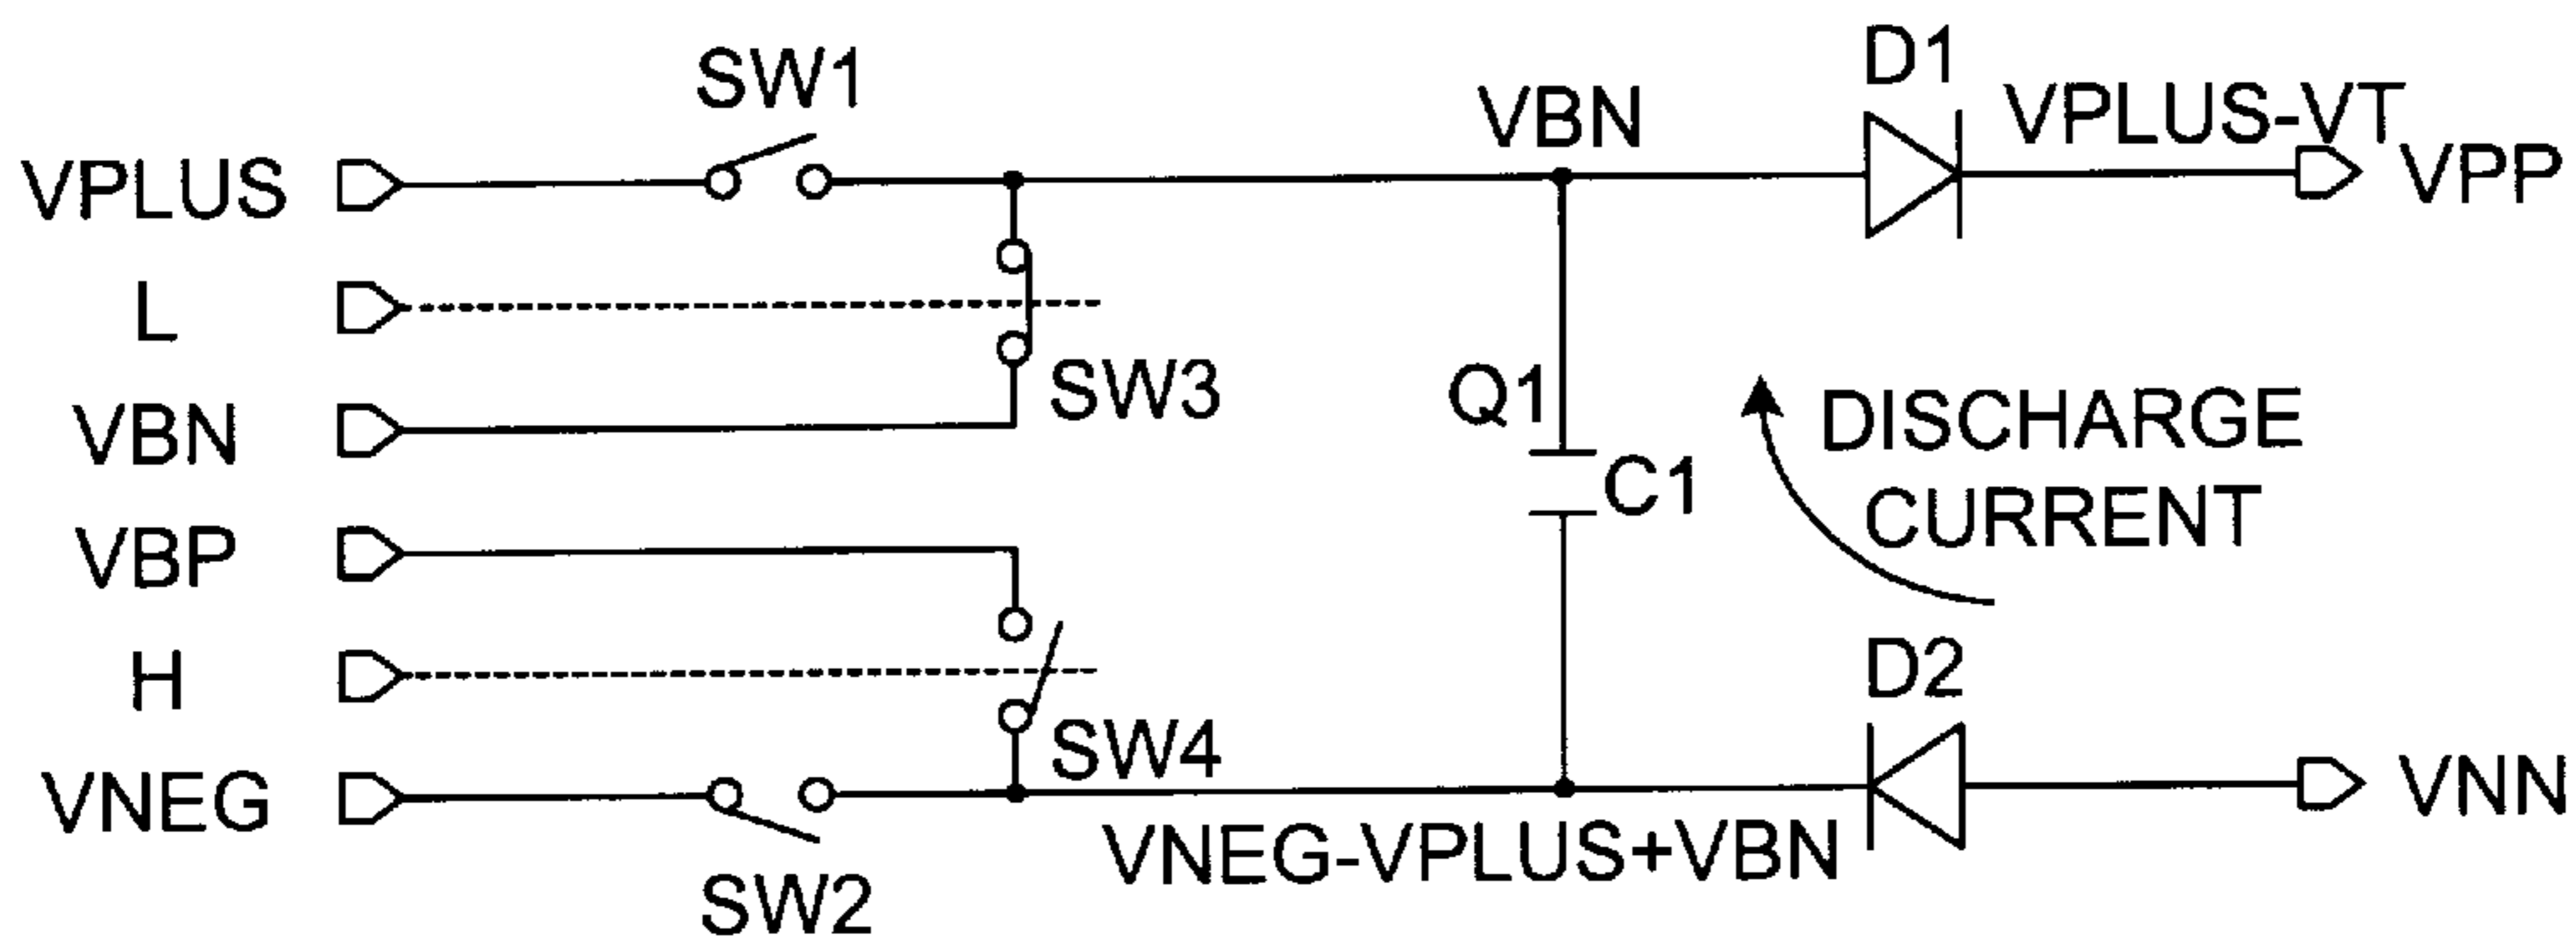 SW1
D1
VBN
VPLUS-VT
VPLUS
VPP
L
SW3
Q1
DISCHARGE
VBN
C1
CURRENT
VBP
H
D2
SW4
VNEG
VNN
VNEG-VPLUS+VBN
SW2